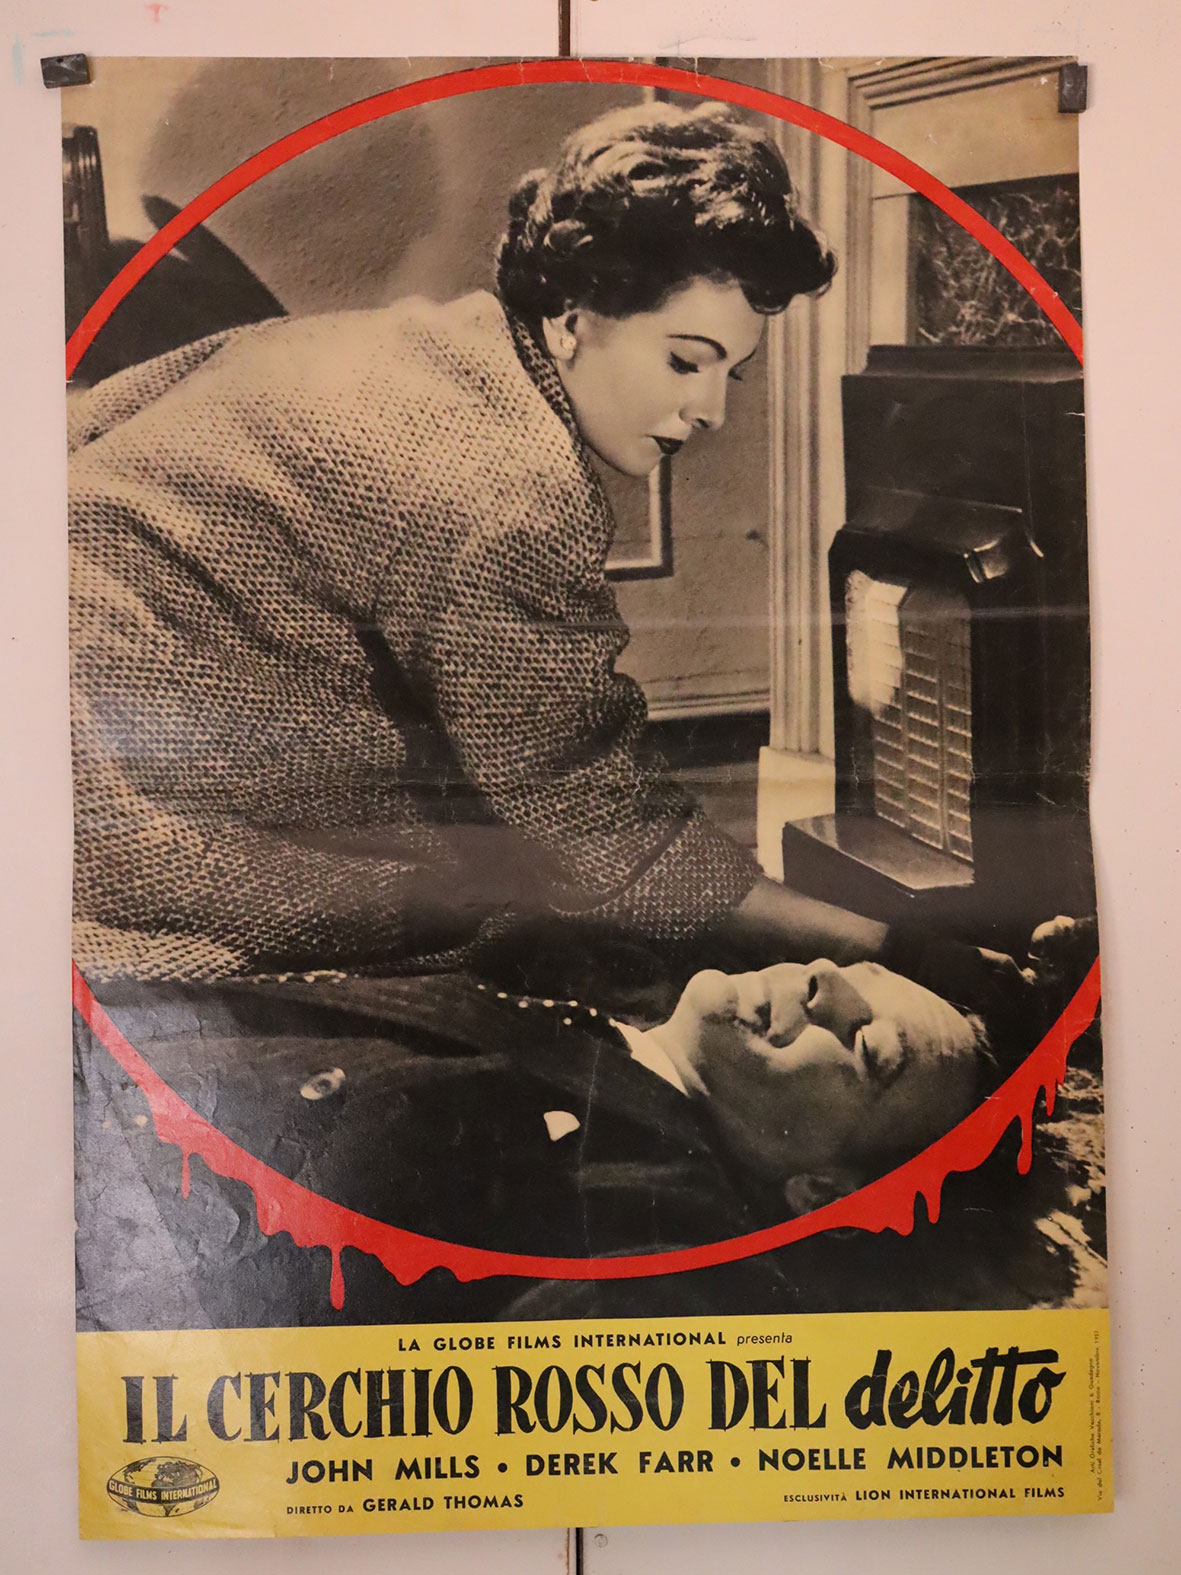 LA GLOBE FILMS INTERNATIONAL presenta
IL CERCHIO ROSSO DEL delitto
JOHN MILLS • DEREK FARR • NOELLE MIDDLETON
GLOBE FILMS INTERNATIONAL
DIRETTO DA GERALD THOMAS
ESCLUSIVITÀ LION INTERNATIONAL FILMS